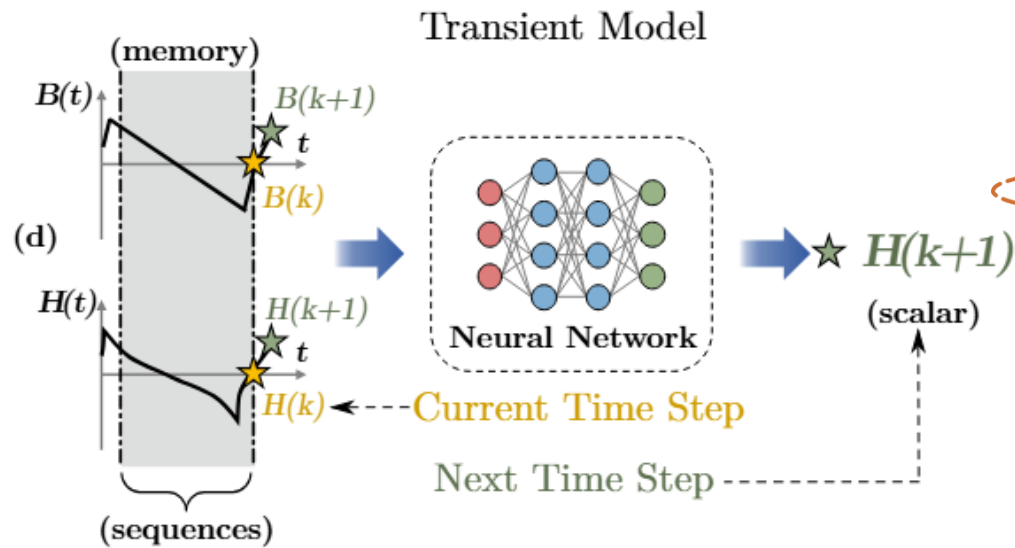 Transient Model
(memory)
B(t)
B(k+1)
t
B(k)
(d)
H(k+1)
(scalar)
Neural Network
H(t)
H(k+1)
t
H(k)
Current Time Step
Next Time Step
(sequences)